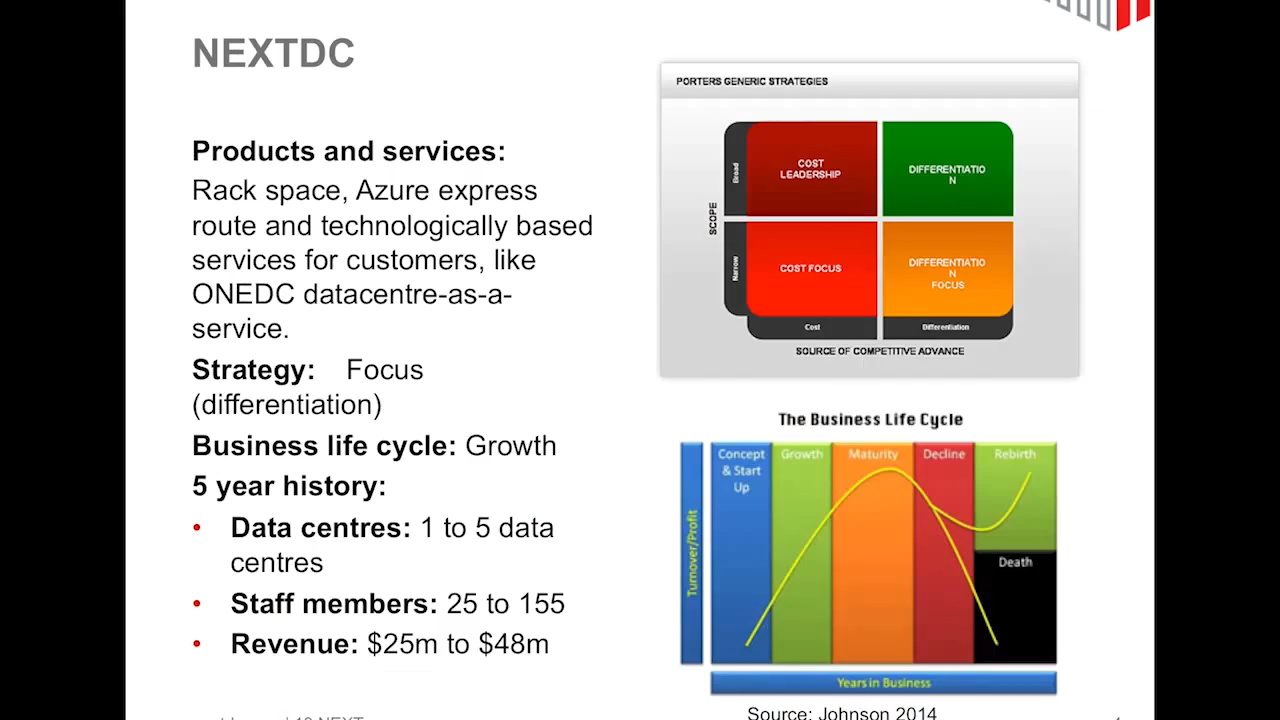 NEXTDC
Products and services:
Rack space, Azure express
route and technologically based
services for customers, like
ONEDC datacentre-as-a-
service.
Strategy: Focus
(differentiation)
Business life cycle: Growth
5 year history:
• Data centres: 1 to 5 data
centres
• Staff members: 25 to 155
• Revenue: $25m to $48m
PORTERS GENERIC STRATEGIES
SCOPE
Broad
Narrow
COST
LEADERSHIP
DIFFERENTIATIO
N
COST FOCUS
DIFFERENTIATIO
N
FOCUS
Cost
Differentiation
SOURCE OF COMPETITIVE ADVANCE
The Business Life Cycle
Turnover/Profit
Concept
& Start
Up
Growth
Maturity
Decline
Rebirth
Death
Years in Business
Source: Johnson 2014